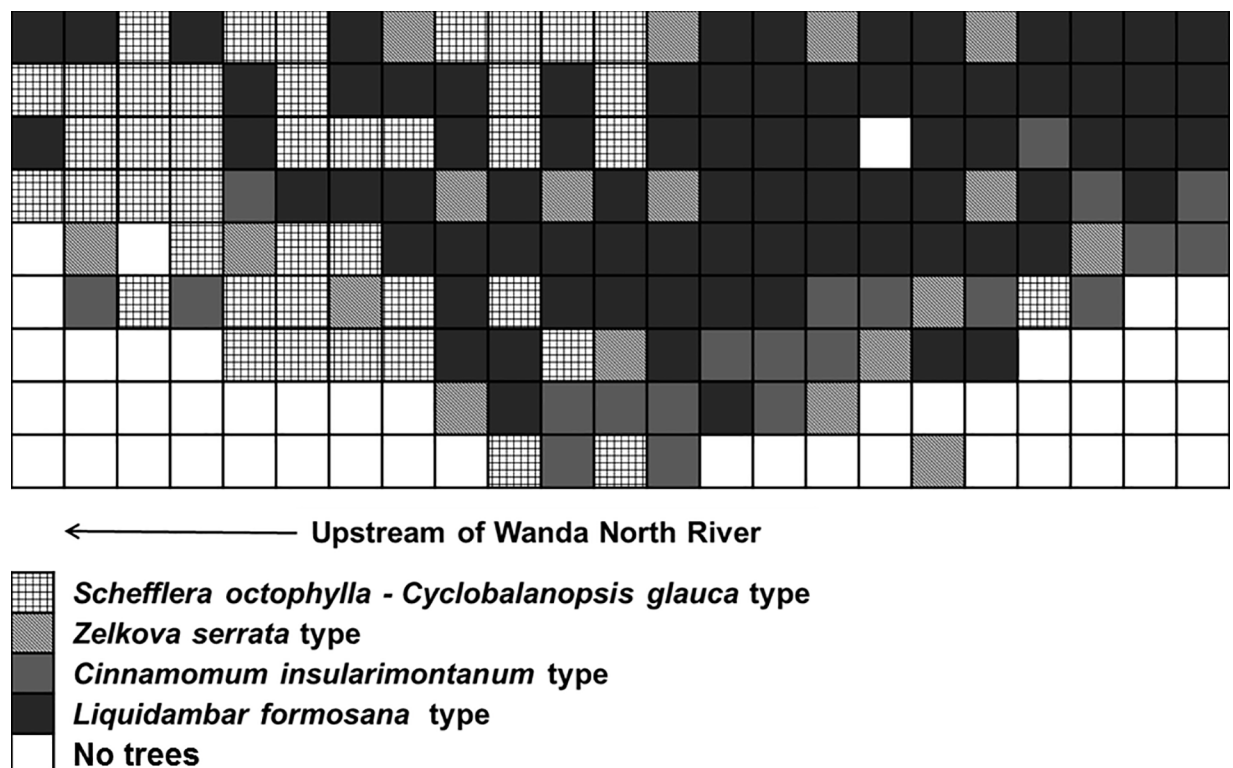 Upstream of Wanda North River
Schefflera octophylla - Cyclobalanopsis glauca type
Zelkova serrata type
Cinnamomum insularimontanum type
Liquidambar formosana type
No trees